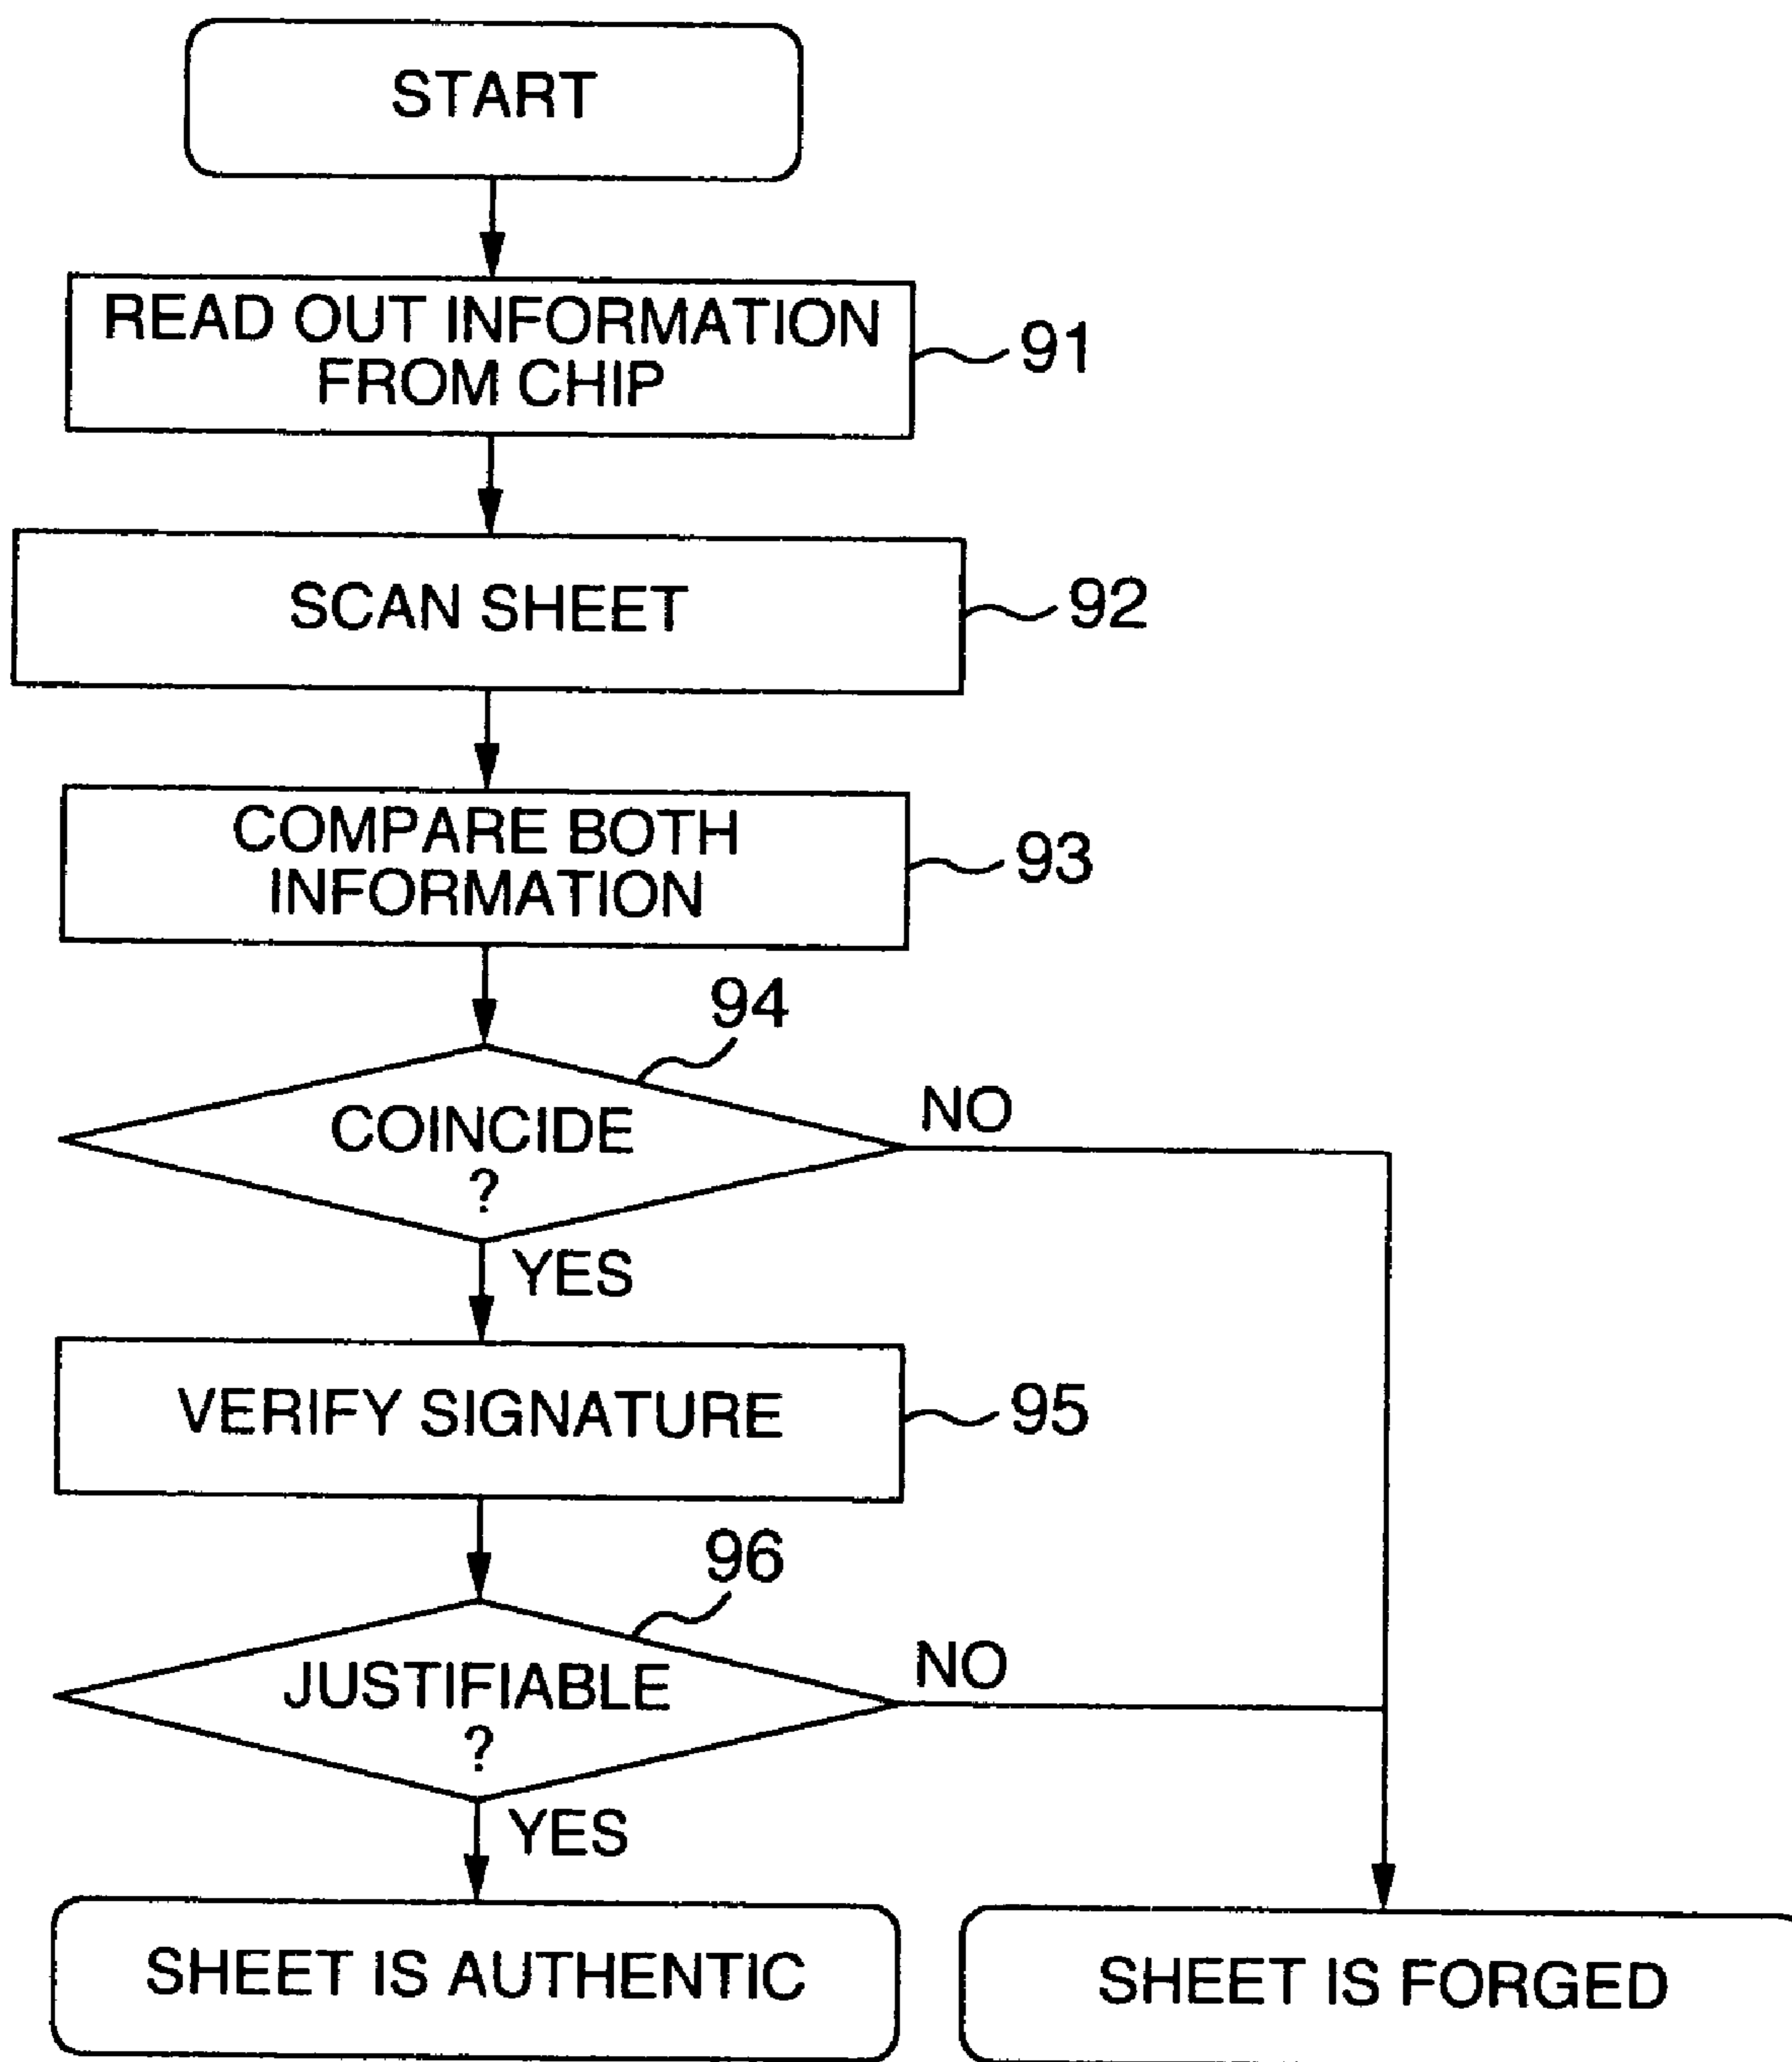 START
READ OUT INFORMATION
FROM CHIP
91
SCAN SHEET
92
COMPARE BOTH
INFORMATION
93
94
COINCIDE
?
NO
YES
VERIFY SIGNATURE
95
96
JUSTIFIABLE
?
NO
YES
SHEET IS AUTHENTIC
SHEET IS FORGED